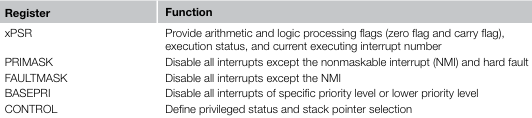 Register Function
xPSR Provide arithmetic and logic processing flags (zero flag and carry flag),
execution status, and current executing interrupt number
PRIMASK Disable all interrupts except the nonmaskable interrupt (NMI) and hard fault
FAULTMASK Disable all interrupts except the NMI
BASEPRI Disable all interrupts of specific priority level or lower priority level
CONTROL Define privileged status and stack pointer selection